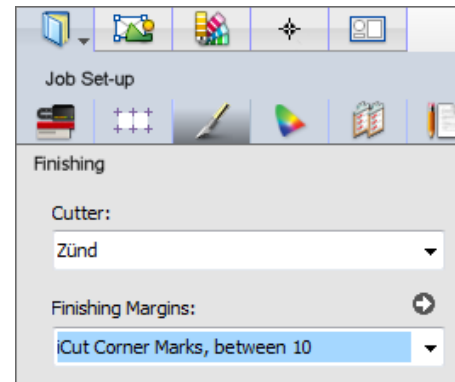 Job Set-up
Finishing
Cutter:
Zünd
Finishing Margins:
iCut Corner Marks, between 10